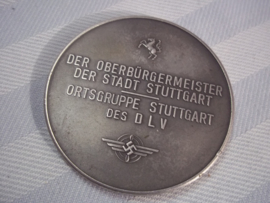 DER OBERBÜRGERMEISTER
DER STADT STUTTGART
ORTSGRUPPE STUTTGART
DES DLV